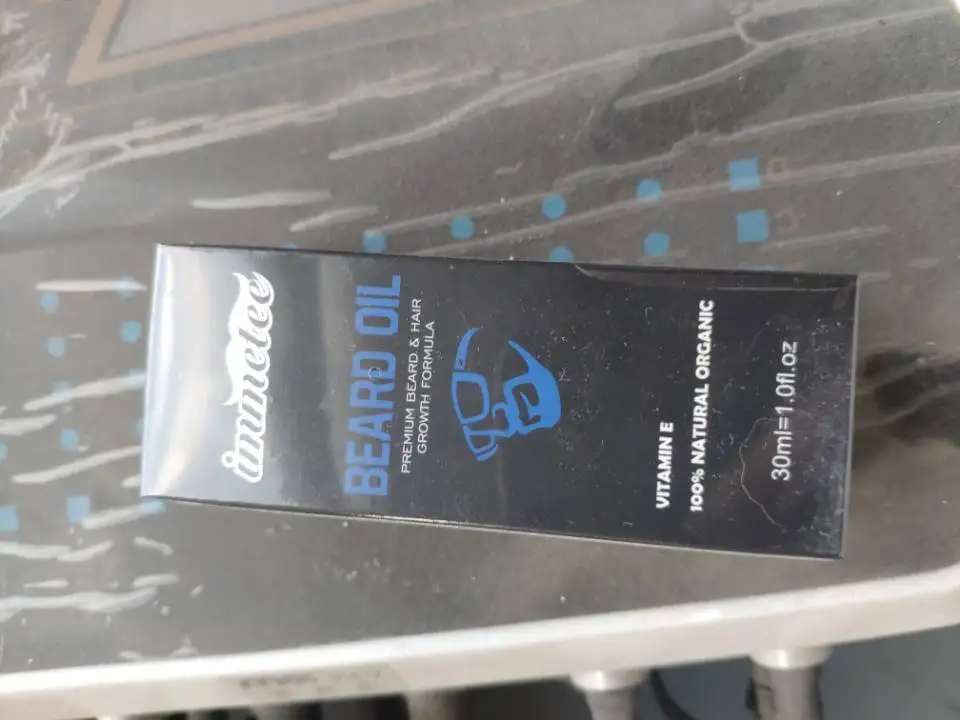 immetee
BEARD OIL
PREMIUM BEARD & HAIR
GROWTH FORMULA
VITAMIN E
100% NATURAL ORGANIC
30ml=1.0fl.oz